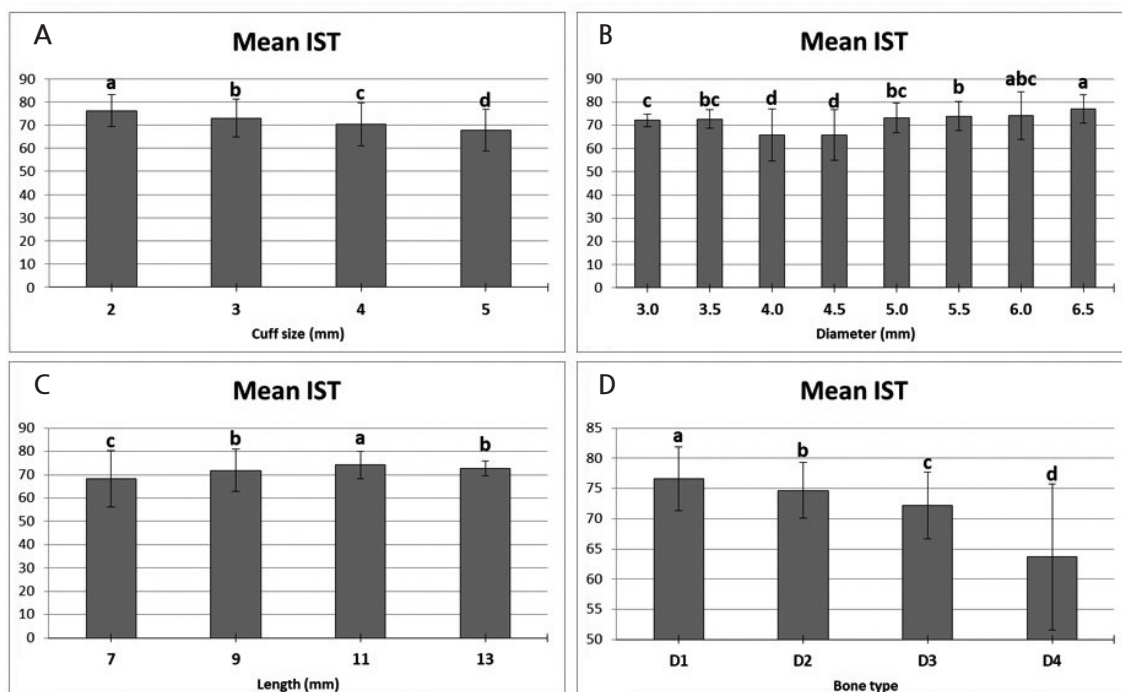 A
Mean IST
a b c d
90
80
70
60
50
40
30
20
10
0
2 3 4 5
Cuff size (mm)
B
Mean IST
c bc d d bc b abc a
90
80
70
60
50
40
30
20
10
0
3.0 3.5 4.0 4.5 5.0 5.5 6.0 6.5
Diameter (mm)
C
Mean IST
c b a b
90
80
70
60
50
40
30
20
10
0
7 9 11 13
Length (mm)
D
Mean IST
a b c d
85
80
75
70
65
60
55
50
D1 D2 D3 D4
Bone type